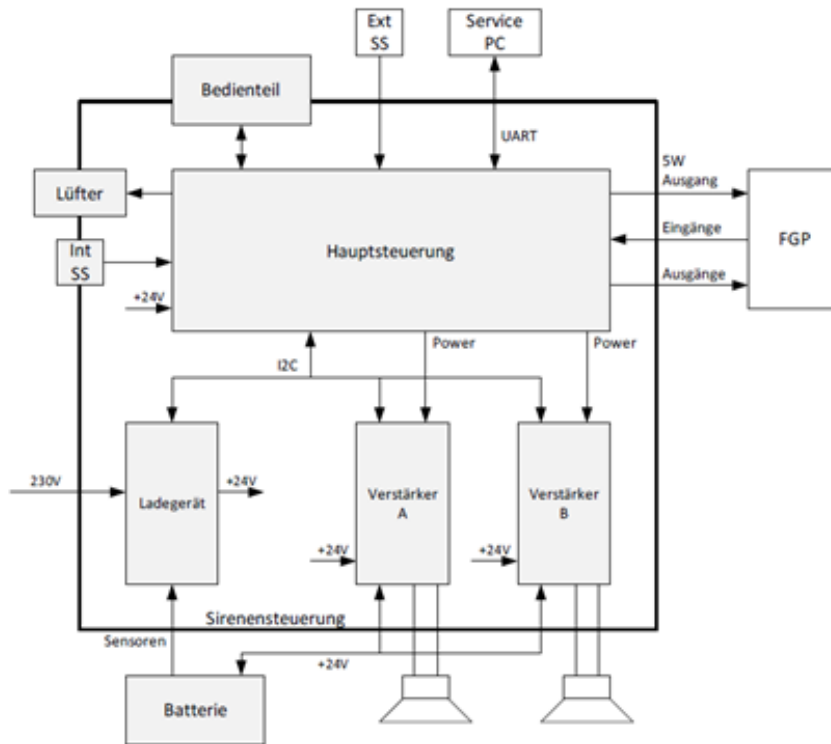 Ext
SS
Service
PC
Bedienteil
UART
Lüfter
5W
Ausgang
Int
SS
Hauptsteuerung
Eingänge
FGP
+24V
Ausgänge
I2C
Power
Power
230V
Ladegerät
+24V
Verstärker
A
Verstärker
B
+24V
+24V
Sirenensteuerung
Sensoren
+24V
Batterie